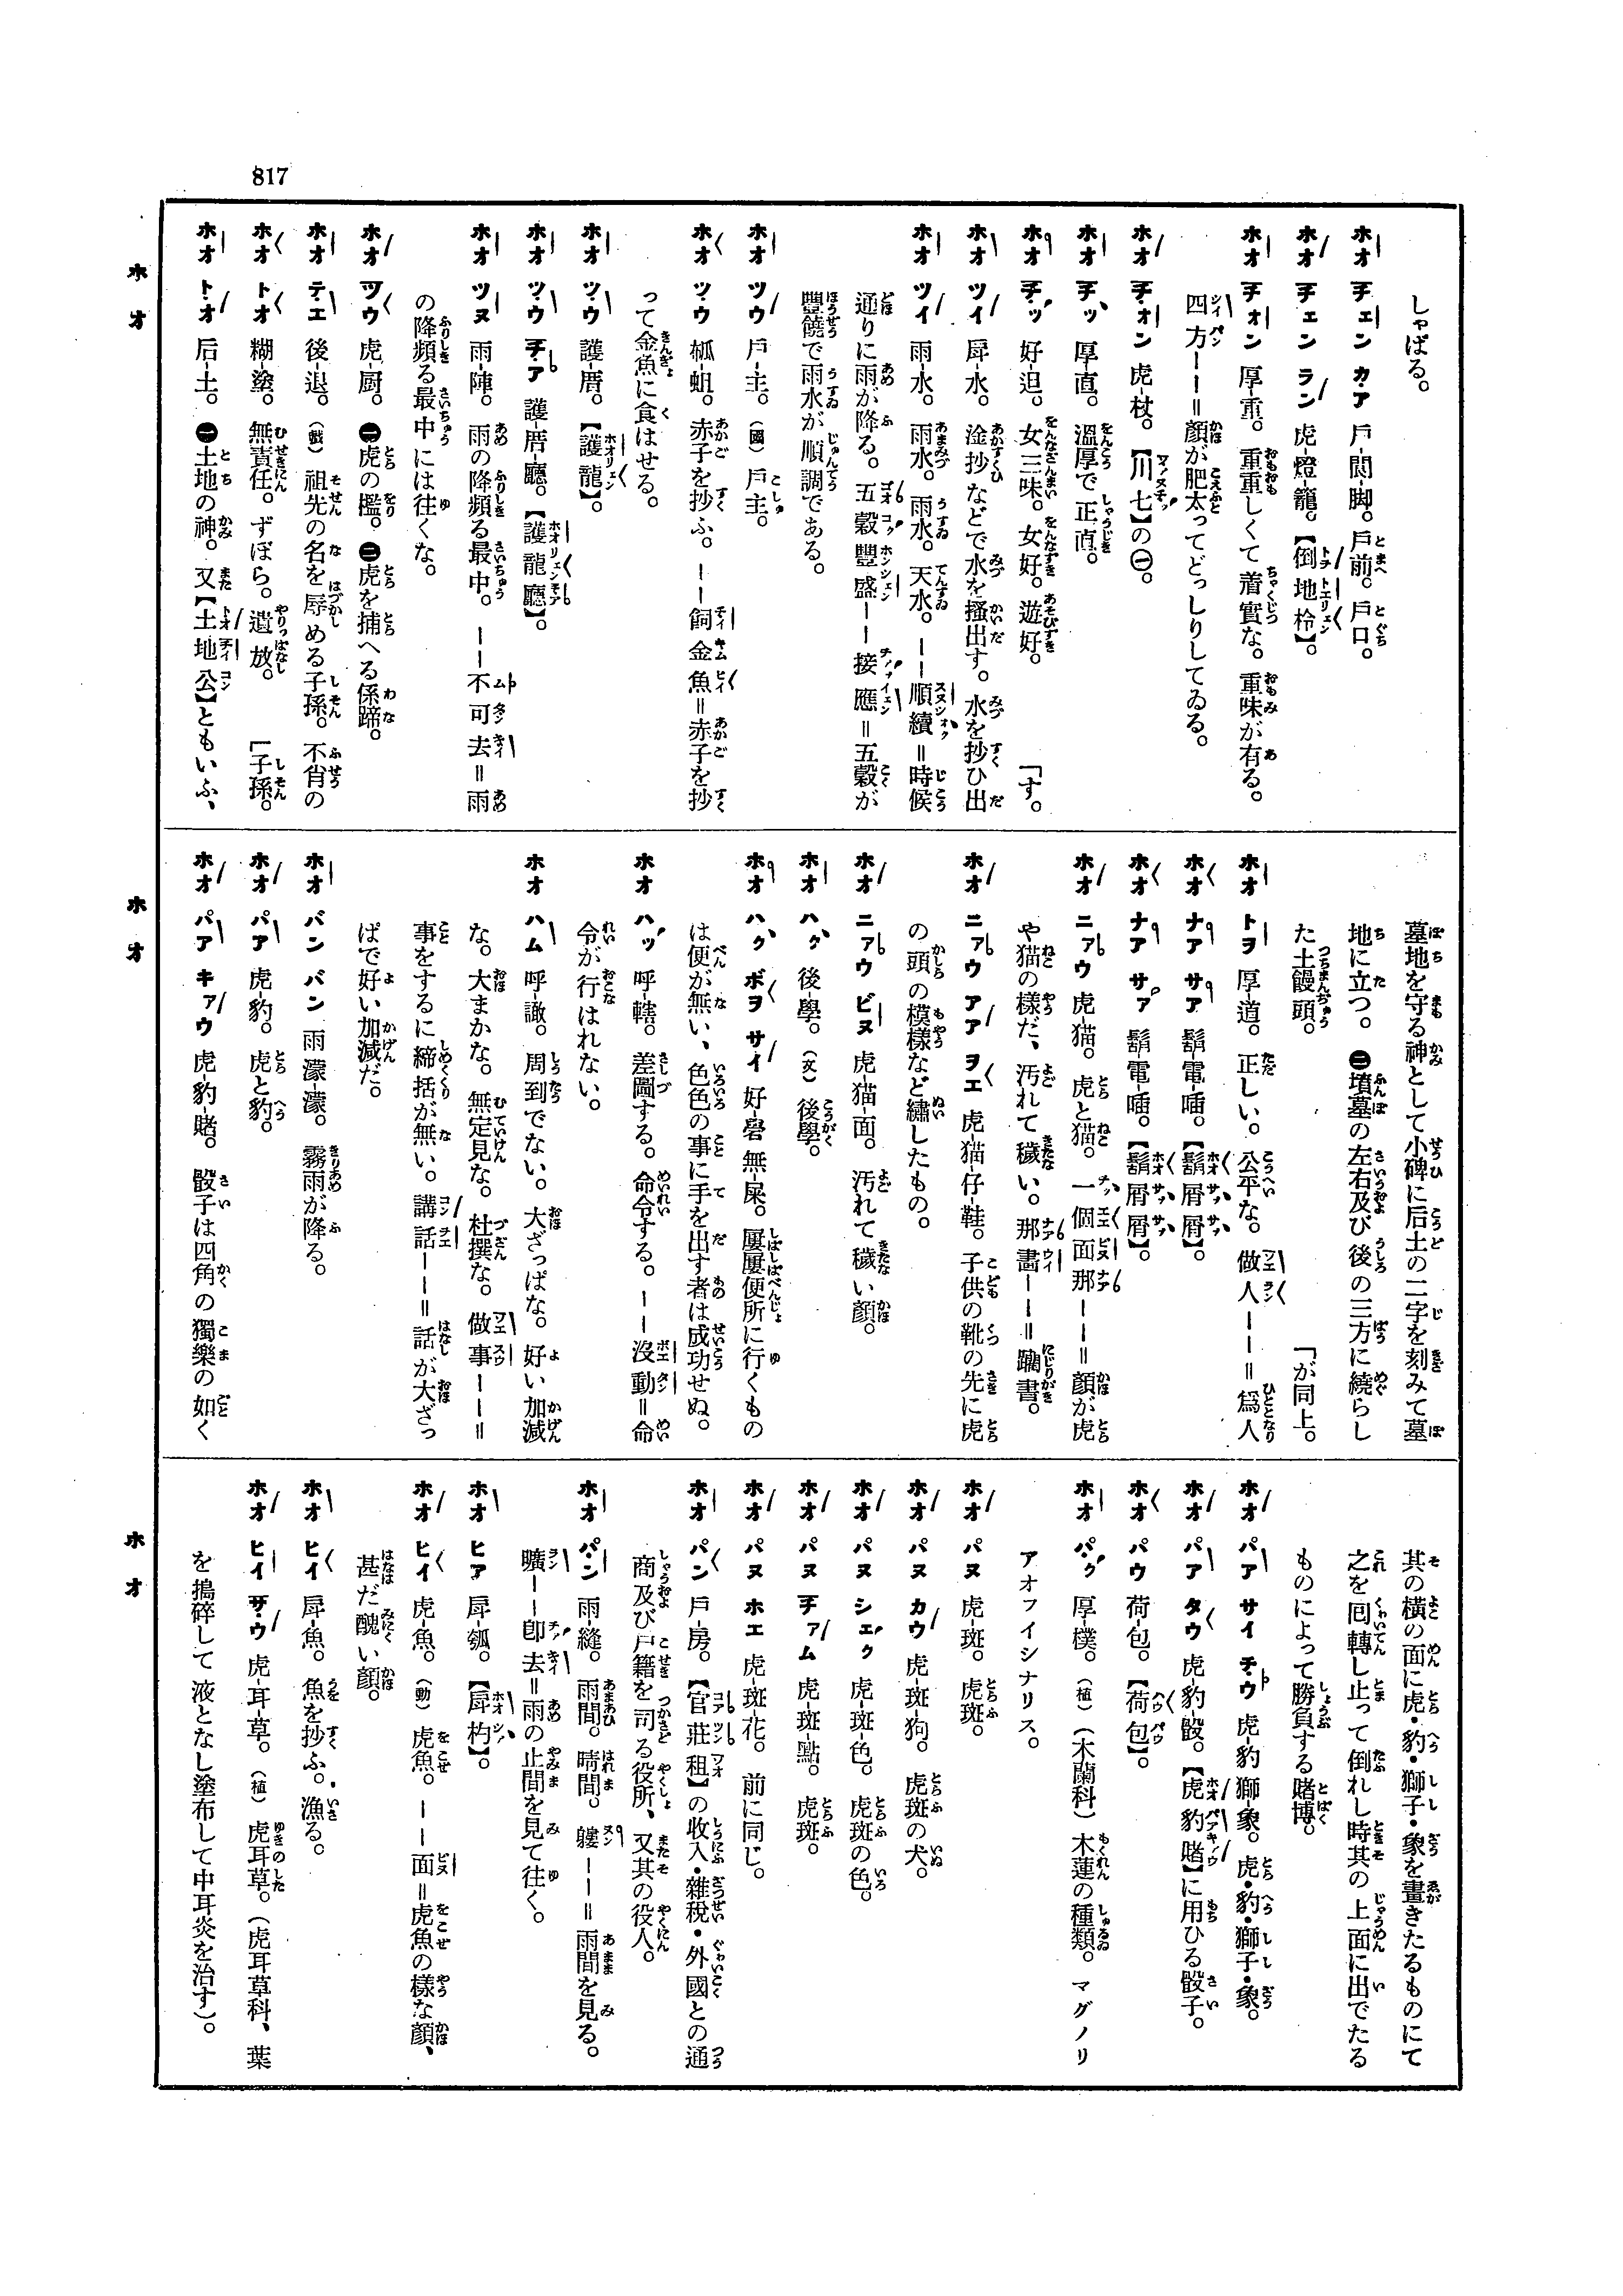 817
しゃばる。
ホオ チェン カ・ア 戶-閒-脚。戶前。戶口。
ホオ チェン ラン 虎-燈-籠。【倒地柃】。
ホオ チォン 厚-重。重重しくて着實な。重味が有る。
四方ーー＝顏が肥太ってどっしりしてゐる。
ホオ チ・ォン 虎-杖。【川七】の㊀。
ホオ チッ 厚-直。溫厚で正直。
ホオ チ・ッ 好-𨑨。女三昧。女好。遊好。
ホオ ツイ 戽-水。淦抄などで水を搔出す。水を抄ひ出「す。
ホオ ツイ 雨-水。雨水。雨水。天水。ーー順續＝時候
通りに雨が降る。五穀豐盛ーー接應＝五穀が
豐饒で雨水が順調である。
ホオ ツウ 戶-主。（國）戶主。
ホオ ツ・ウ 䘆-蛆。赤子を抄ふ。ーー飼金魚＝赤子を抄
って金魚に食はせる。
ホオ ツ・ウ 護-厝。【護龍】。
ホオ ツ・ウ チ・ア 護-厝-廳。【護龍廳】。
ホオ ツヌ 雨-陣。雨の降頻る最中。ーー不可去＝雨
の降頻る最中には往くな。
ホオ ツウ 虎-厨。㊀虎の檻。㊁虎を捕へる係蹄。
ホオ テ・エ 後-退。（戲）祖先の名を辱める子孫。不肖の「子孫。
ホオ トオ 糊-塗。無責任。ずぼら。遺放。
ホオ ト・オ 后-土。㊀土地の神。又【土地公】ともいふ、
墓地を守る神として小碑に后土の二字を刻みて墓
地に立つ。㊁墳墓の左右及び後の三方に繞らし
た土饅頭。「が同上。
ホオ トヲ 厚-道。正しい。公平な。做人ーー＝爲人
ホオ ナア サア 鬍-電-𠾐。【鬍屑屑】。
ホオ ナア サァ 鬍-電-𠾐。【鬍屑屑】。
ホオ ニアウ 虎-猫。虎と猫。一個面那ーー＝顏が虎
や猫の樣だ、汚れて穢い。那畫ーー＝躪書。
ホオ ニアウ アア ヲエ 虎-猫-仔-鞋。子供の靴の先に虎
の頭の模樣など繡したもの。
ホオ ニアウ ビヌ 虎-猫-面。汚れて穢い顏。
ホオ ハ・ク 後-學。（文）後學。
ホオ ハ・ク ボヲ サイ 好-礐 無-屎。屢屢便所に行くもの
は便が無い、色色の事に手を出す者は成功せぬ。
ホオ ハッ 呼-轄。差圖する。命令する。ーー沒動＝命
令が行はれない。
ホオ ハム 呼-譀。周到でない。大ざっぱな。好い加減
な。大まかな。無定見な。杜撰な。做事ーー＝
事をするに締括が無い。講話ーー＝話が大ざっ
ぱで好い加減だ。
ホオ バン バン 雨 濛-濛。霧雨が降る。
ホオ パア 虎-豹。虎と豹。
ホオ パア キァウ 虎 豹-賭。骰子は四角の獨樂の如く
其の橫の面に虎・豹・獅子・象を畫きたるものにて
之を囘轉し止って倒れし時其の上面に出でたる
ものによって勝負する賭博。
ホオ パア サイ チ・ウ 虎-豹 獅-象。虎・豹・獅子・象。
ホオ パア タウ 虎-豹-骰。【虎豹賭】に用ひる骰子。
ホオ パウ 荷-包。【荷包】。
ホオ パ・ク 厚-樸。（植）（木蘭科）木蓮の種類。マグノリ
アオフイシナリス。
ホオ パヌ 虎-斑。虎斑。
ホオ パヌ カウ 虎-斑-狗。虎斑の犬。
ホオ パヌ シェク 虎-斑-色。虎斑の色。
ホオ パヌ チァム 虎-斑-點。虎斑。
ホオ パヌ ホエ 虎-斑-花。前に同じ。
ホオ パン 戶-房。【官莊租】の收入・雜稅・外國との通
商及び戶籍を司る役所、又其の役人。
ホオ パ・ン 雨-縫。雨間。晴間。䡺ーー＝雨間を見る。
曠ーー卽去＝雨の止間を見て往く。
ホオ ヒア 戽-瓠。【戽杓】。
ホオ ヒイ 虎-魚。（動）虎魚。ーー面＝虎魚の樣な顏、
甚だ醜い顏。
ホオ ヒイ 戽-魚。魚を抄ふ。漁る。
ホオ ヒイ ザ・ウ 虎-耳-草。（植）虎耳草。（虎耳草科、葉
を搗碎して液となし塗布して中耳炎を治す）。
ホオ
ホオ
ホオ